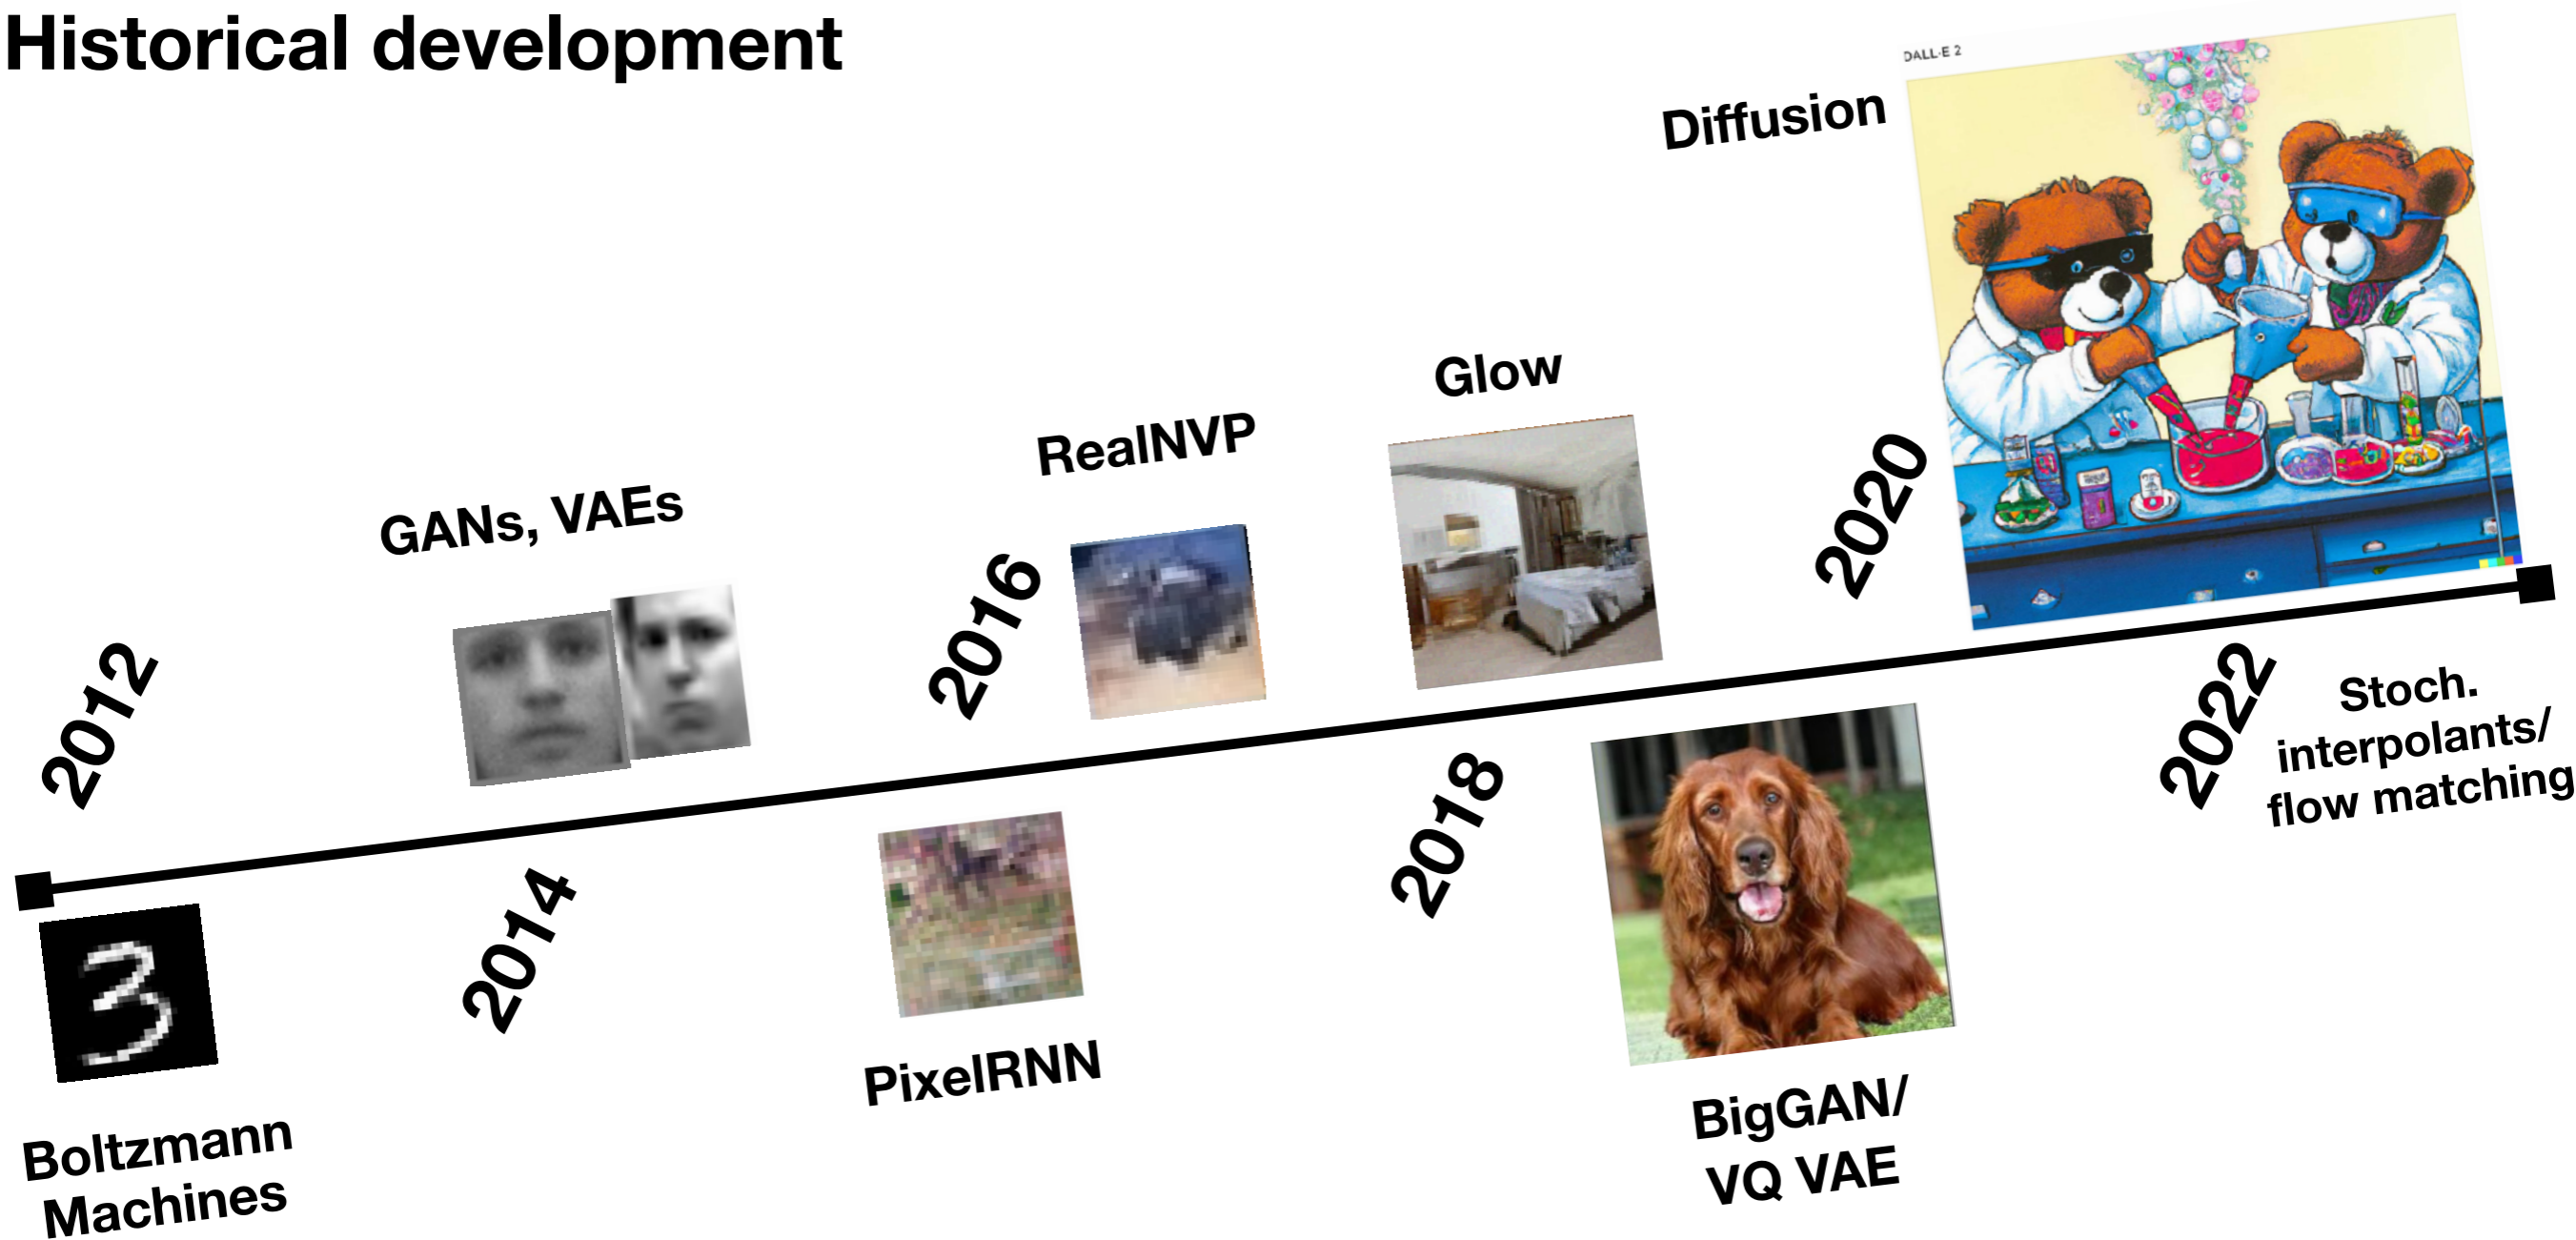 Historical development
DALL·E 2
Diffusion
Glow
RealNVP
GANs, VAEs
2012
2016
2020
2014
2018
2022
Stoch.
interpolants/
flow matching
PixelRNN
BigGAN/
VQ VAE
3
Boltzmann
Machines